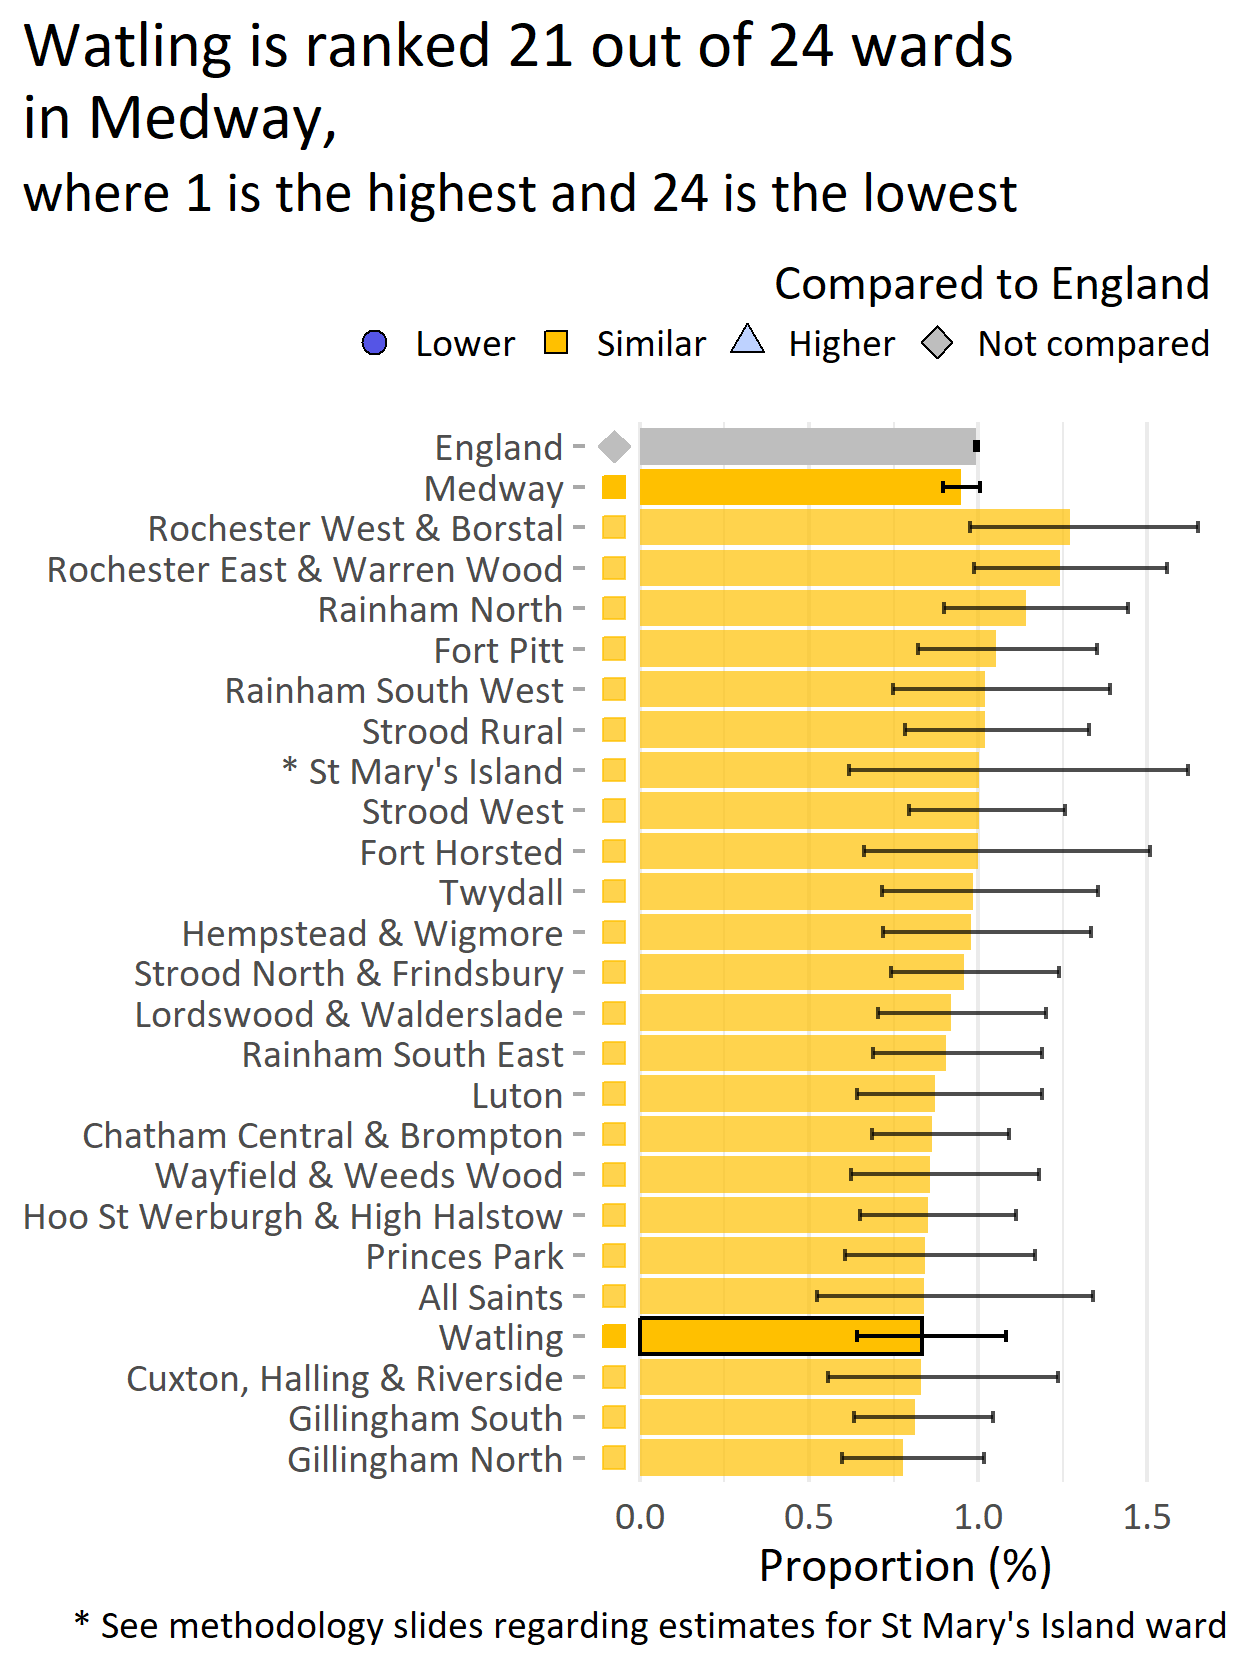 Watling is ranked 21 out of 24 wards
in Medway,
where 1 is the highest and 24 is the lowest
Compared to England
Lower Similar Higher Not compared
England
Medway
Rochester West & Borstal
Rochester East & Warren Wood
Rainham North
Fort Pitt
Rainham South West
Strood Rural
* St Mary's Island
Strood West
Fort Horsted
Twydall
Hempstead & Wigmore
Strood North & Frindsbury
Lordswood & Walderslade
Rainham South East
Luton
Chatham Central & Brompton
Wayfield & Weeds Wood
Hoo St Werburgh & High Halstow
Princes Park
All Saints
Watling
Cuxton, Halling & Riverside
Gillingham South
Gillingham North
0.0 0.5 1.0 1.5
Proportion (%)
* See methodology slides regarding estimates for St Mary's Island ward